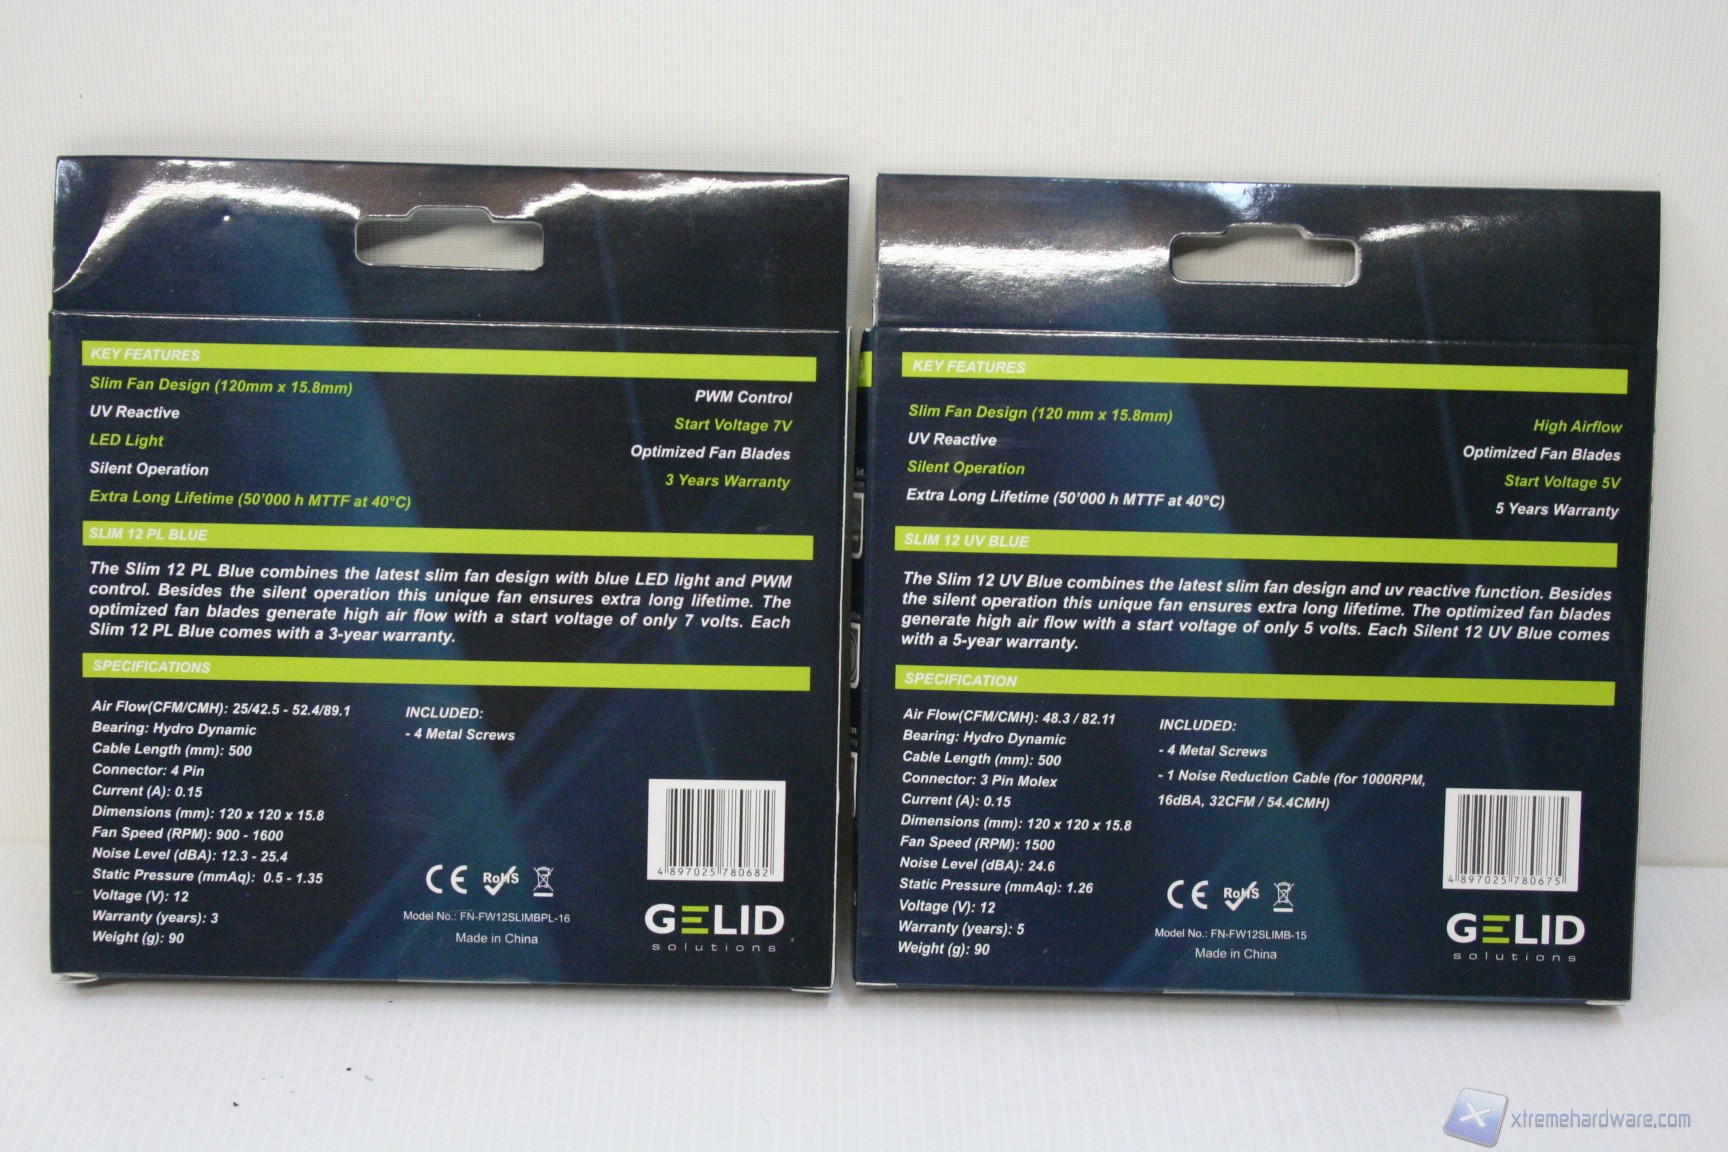 KEY FEATURES
Slim Fan Design (120mm x 15.8mm)
UV Reactive
LED Light
Silent Operation
Extra Long Lifetime (50'000 h MTTF at 40°C)
PWM Control
Start Voltage 7V
Optimized Fan Blades
3 Years Warranty
SLIM 12 PL BLUE
The Slim 12 PL Blue combines the latest slim fan design with blue LED light and PWM
control. Besides the silent operation this unique fan ensures extra long lifetime. The
optimized fan blades generate high air flow with a start voltage of only 7 volts. Each
Slim 12 PL Blue comes with a 3-year warranty.
SPECIFICATIONS
Air Flow(CFM/CMH): 25/42.5 - 52.4/89.1
Bearing: Hydro Dynamic
Cable Length (mm): 500
Connector: 4 Pin
Current (A): 0.15
Dimensions (mm): 120 x 120 x 15.8
Fan Speed (RPM): 900 - 1600
Noise Level (dBA): 12.3 - 25.4
Static Pressure (mmAq): 0.5 - 1.35
Voltage (V): 12
Warranty (years): 3
Weight (g): 90
INCLUDED:
- 4 Metal Screws
CE RoHS
Model No.: FN-FW12SLIMBPL-16
Made in China
4 897025 780682
GELID
solutions
KEY FEATURES
Slim Fan Design (120 mm x 15.8mm)
UV Reactive
Silent Operation
Extra Long Lifetime (50'000 h MTTF at 40°C)
High Airflow
Optimized Fan Blades
Start Voltage 5V
5 Years Warranty
SLIM 12 UV BLUE
The Slim 12 UV Blue combines the latest slim fan design and uv reactive function. Besides
the silent operation this unique fan ensures extra long lifetime. The optimized fan blades
generate high air flow with a start voltage of only 5 volts. Each Silent 12 UV Blue comes
with a 5-year warranty.
SPECIFICATION
Air Flow(CFM/CMH): 48.3 / 82.11
Bearing: Hydro Dynamic
Cable Length (mm): 500
Connector: 3 Pin Molex
Current (A): 0.15
Dimensions (mm): 120 x 120 x 15.8
Fan Speed (RPM): 1500
Noise Level (dBA): 24.6
Static Pressure (mmAq): 1.26
Voltage (V): 12
Warranty (years): 5
Weight (g): 90
INCLUDED:
- 4 Metal Screws
- 1 Noise Reduction Cable (for 1000RPM,
16dBA, 32CFM / 54.4CMH)
CE RoHS
Model No.: FN-FW12SLIMB-15
Made in China
4 897025 780675
GELID
solutions
xtremehardware.com